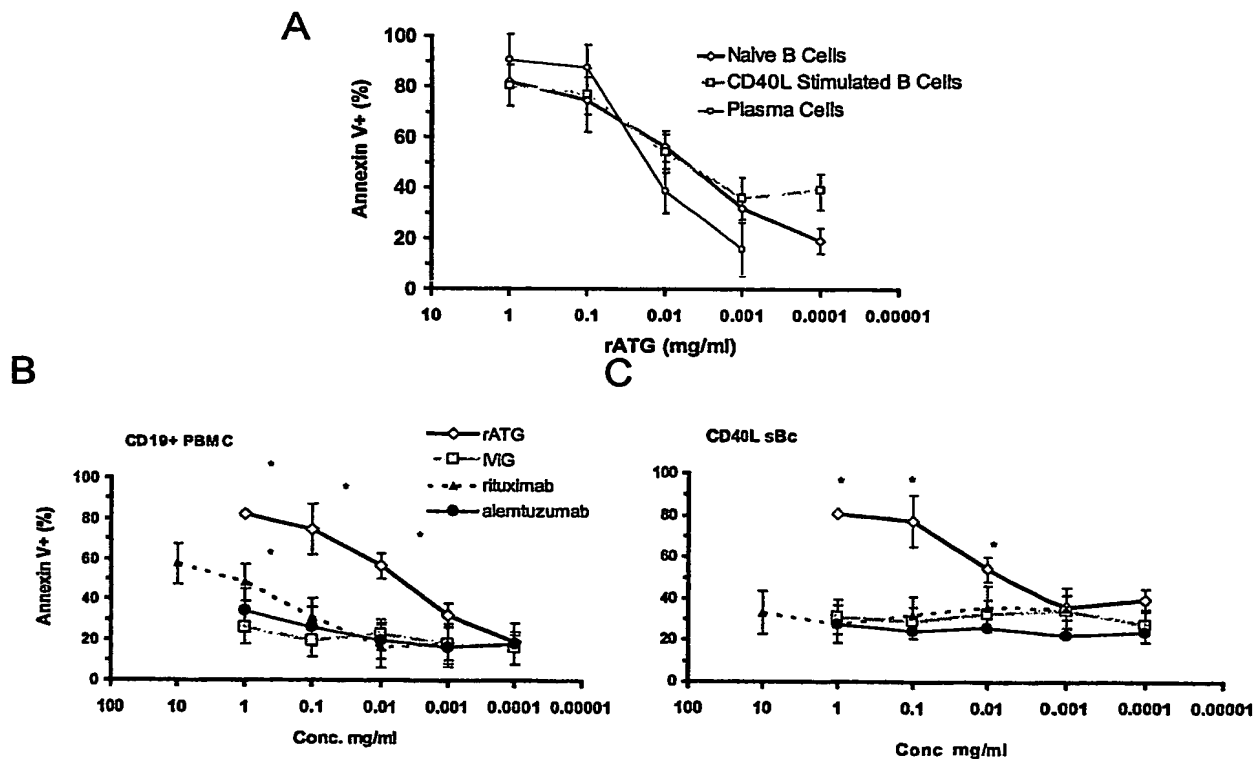 A
100
80
60
40
20
0
Annexin V+ (%)
Naive B Cells
CD40L Stimulated B Cells
Plasma Cells
10 1 0.1 0.01 0.001 0.0001 0.00001
rATG (mg/ml)
B
CD19+ PBMC
rATG
IVIG
rituximab
alemtuzumab
* * * *
100
80
60
40
20
0
Annexin V+ (%)
100 10 1 0.1 0.01 0.001 0.0001 0.00001
Conc. mg/ml
C
CD40L sBc
* * *
100
80
60
40
20
0
100 10 1 0.1 0.01 0.001 0.0001 0.00001
Conc mg/ml